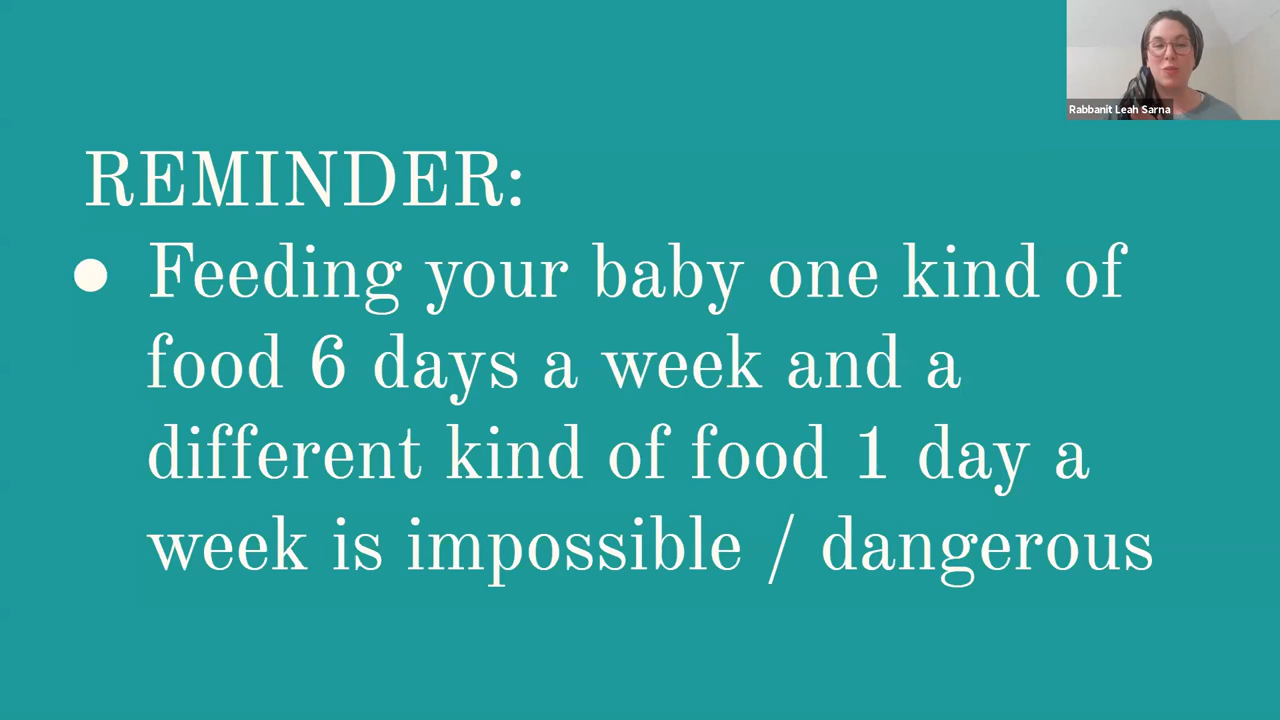 Rabbanit Leah Sarna
REMINDER:
● Feeding your baby one kind of
food 6 days a week and a
different kind of food 1 day a
week is impossible / dangerous